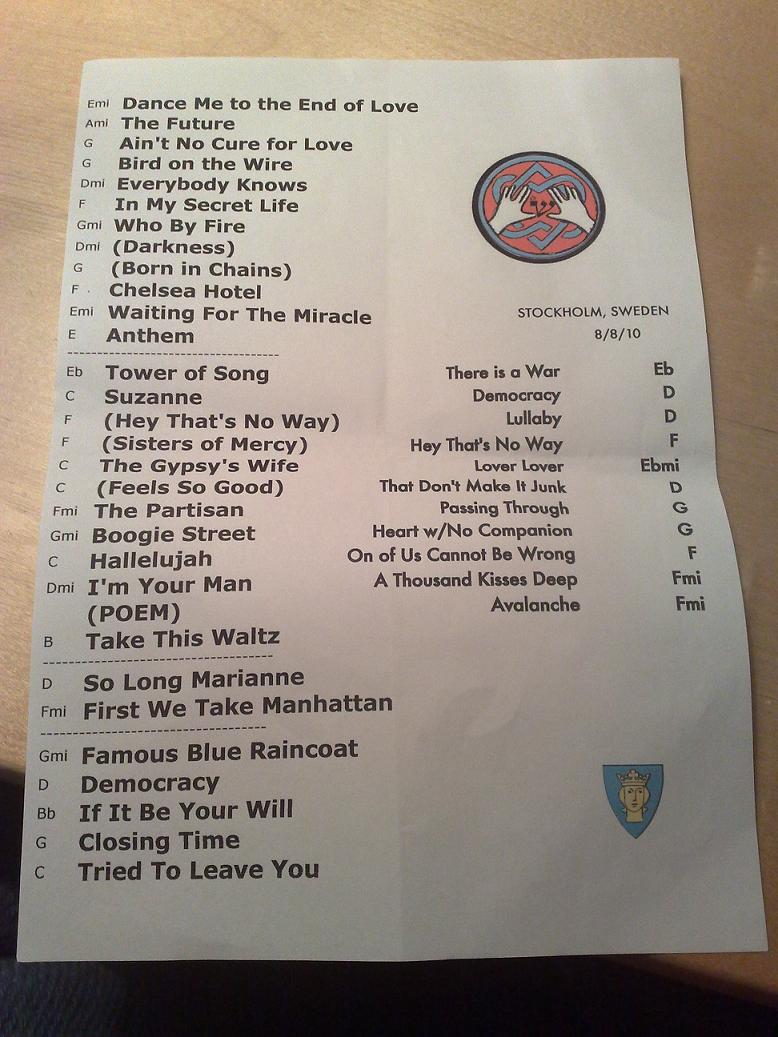 Emi Dance Me to the End of Love
Ami The Future
G Ain't No Cure for Love
G Bird on the Wire
Dmi Everybody Knows
F In My Secret Life
Gmi Who By Fire
Dmi (Darkness)
G (Born in Chains)
F Chelsea Hotel
Emi Waiting For The Miracle
E Anthem
---------------------------------
Eb Tower of Song
C Suzanne
F (Hey That's No Way)
F (Sisters of Mercy)
C The Gypsy's Wife
C (Feels So Good)
Fmi The Partisan
Gmi Boogie Street
C Hallelujah
Dmi I'm Your Man
(POEM)
B Take This Waltz
---------------------------------
D So Long Marianne
Fmi First We Take Manhattan
---------------------------------
Gmi Famous Blue Raincoat
D Democracy
Bb If It Be Your Will
G Closing Time
C Tried To Leave You
STOCKHOLM, SWEDEN
8/8/10
There is a War Eb
Democracy D
Lullaby D
Hey That's No Way F
Lover Lover Ebmi
That Don't Make It Junk D
Passing Through G
Heart w/No Companion G
On of Us Cannot Be Wrong F
A Thousand Kisses Deep Fmi
Avalanche Fmi